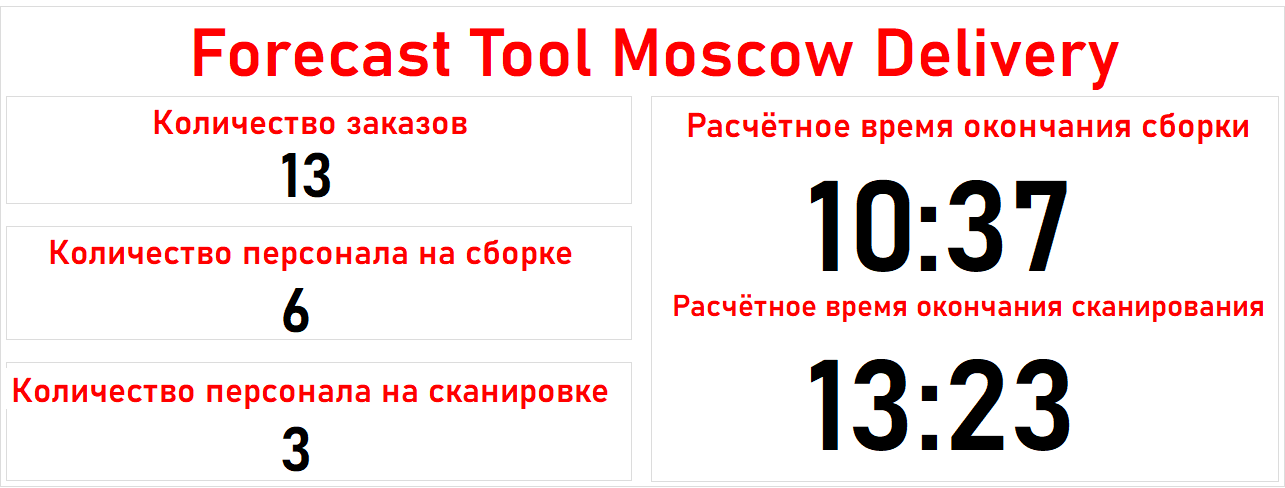 Forecast Tool Moscow Delivery
Количество заказов
13
Количество персонала на сборке
6
Количество персонала на сканировке
3
Расчётное время окончания сборки
10:37
Расчётное время окончания сканирования
13:23